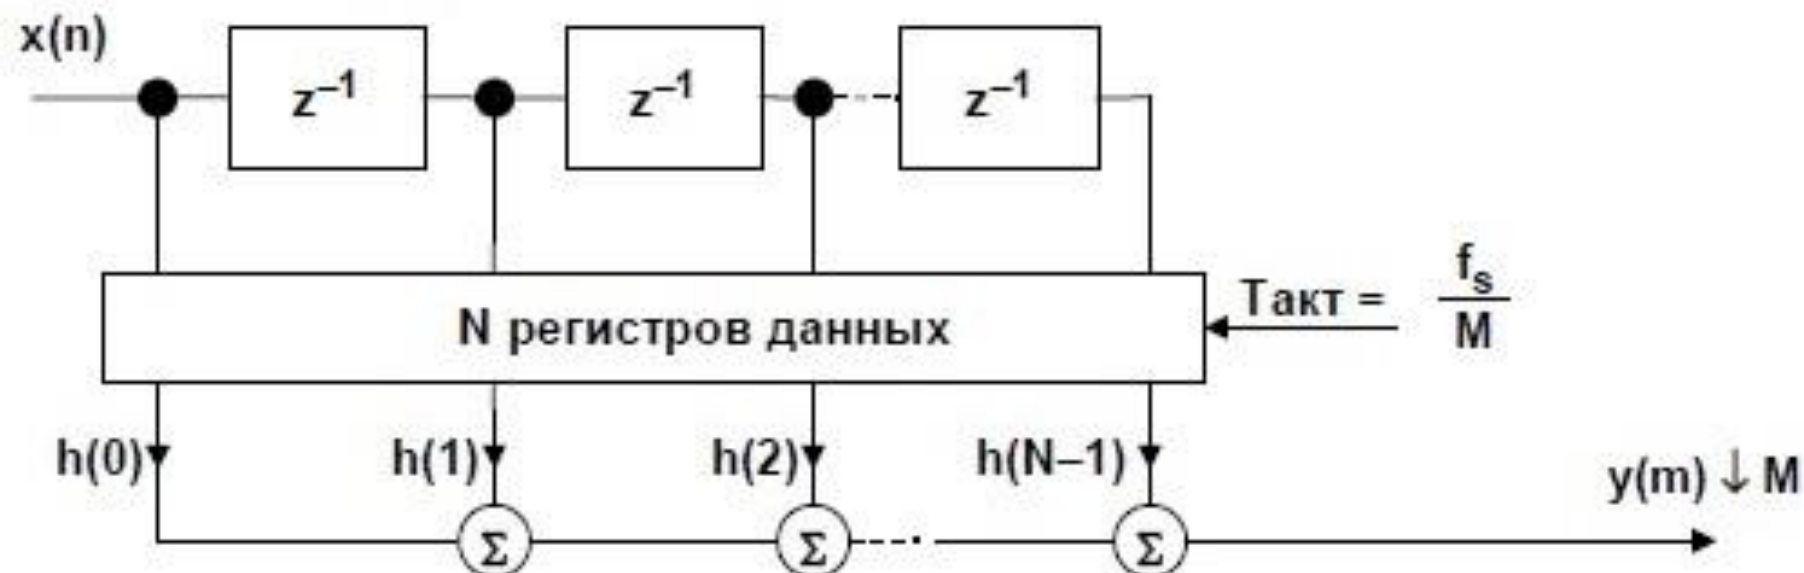 x(n)
z⁻¹ z⁻¹ z⁻¹
N регистров данных
Такт = fₛ/M
h(0) h(1) h(2) h(N–1)
y(m) ↓ M
Σ Σ Σ